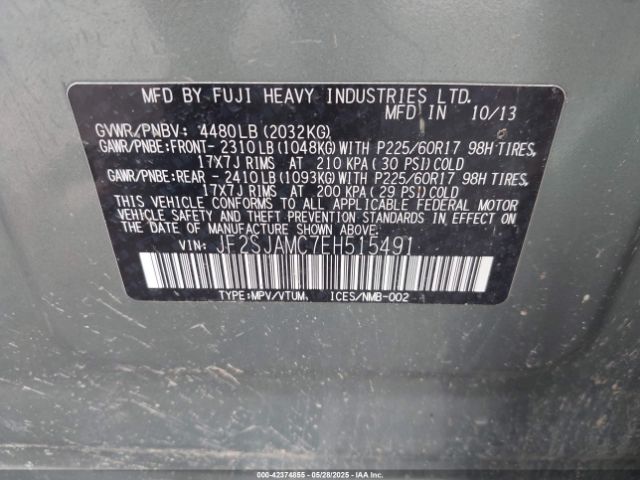 MFD BY FUJI HEAVY INDUSTRIES LTD.
MFD IN 10/13
GVWR/PNBV: 4480LB(2032KG)
GAWR/PNBE:FRONT- 2310LB(1048KG)WITH P225/60R17 98H TIRES,
17X7J RIMS AT 210 KPA(30 PSI)COLD
GAWR/PNBE:REAR - 2410LB(1093KG)WITH P225/60R17 98H TIRES,
17X7J RIMS AT 200 KPA(29 PSI)COLD
THIS VEHICLE CONFORMS TO ALL APPLICABLE FEDERAL MOTOR
VEHICLE SAFETY AND THEFT PREVENTION STANDARDS IN EFFECT ON
THE DATE OF MANUFACTURE SHOWN ABOVE.
VIN: JF2SJAMC7EH515491
TYPE:MPV/VTUM, ICES/NMB-002
000-42374855 - 05/28/2025 - IAAI.COM